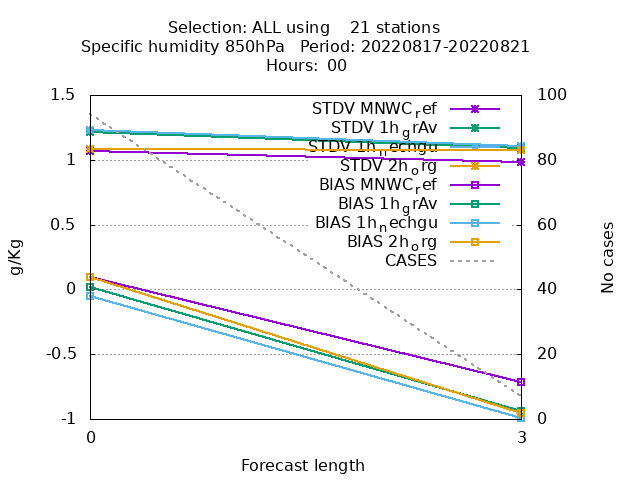 Selection: ALL using 21 stations
Specific humidity 850hPa Period: 20220817-20220821
Hours: 00
1.5
1
0.5
0
-0.5
-1
g/Kg
100
80
60
40
20
0
No cases
STDV MNWC_ref
STDV 1h_grAv
STDV 1h_nechgu
STDV 2h_org
BIAS MNWC_ref
BIAS 1h_grAv
BIAS 1h_nechgu
BIAS 2h_org
CASES
0
3
Forecast length